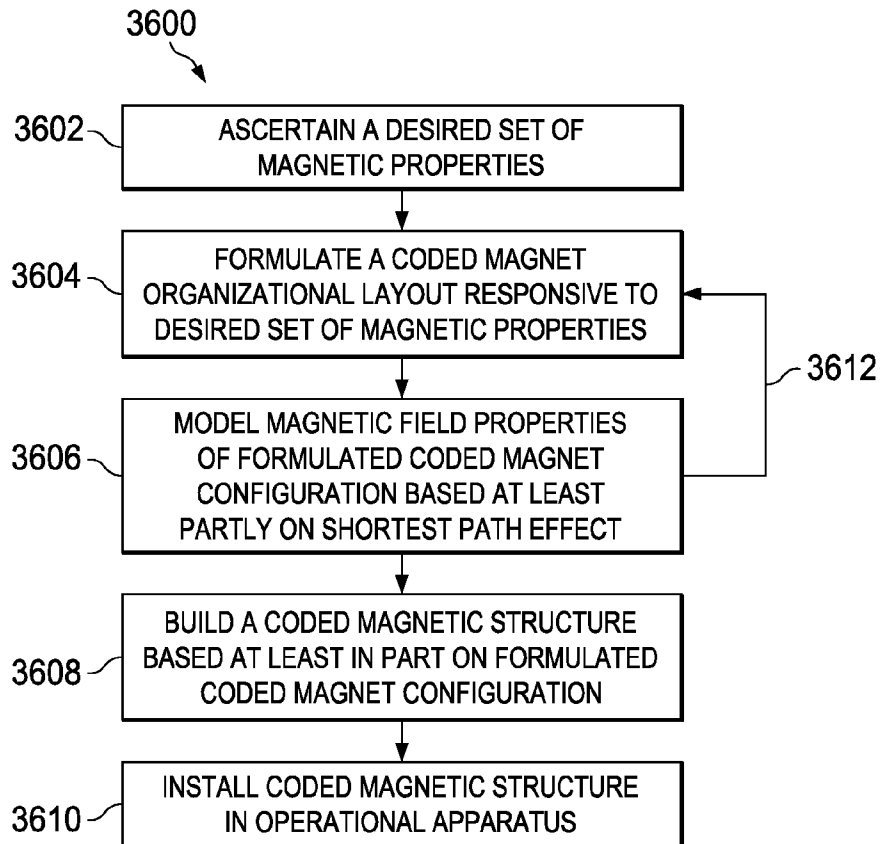 3600
3602
ASCERTAIN A DESIRED SET OF
MAGNETIC PROPERTIES
3604
FORMULATE A CODED MAGNET
ORGANIZATIONAL LAYOUT RESPONSIVE TO
DESIRED SET OF MAGNETIC PROPERTIES
3612
3606
MODEL MAGNETIC FIELD PROPERTIES
OF FORMULATED CODED MAGNET
CONFIGURATION BASED AT LEAST
PARTLY ON SHORTEST PATH EFFECT
3608
BUILD A CODED MAGNETIC STRUCTURE
BASED AT LEAST IN PART ON FORMULATED
CODED MAGNET CONFIGURATION
3610
INSTALL CODED MAGNETIC STRUCTURE
IN OPERATIONAL APPARATUS